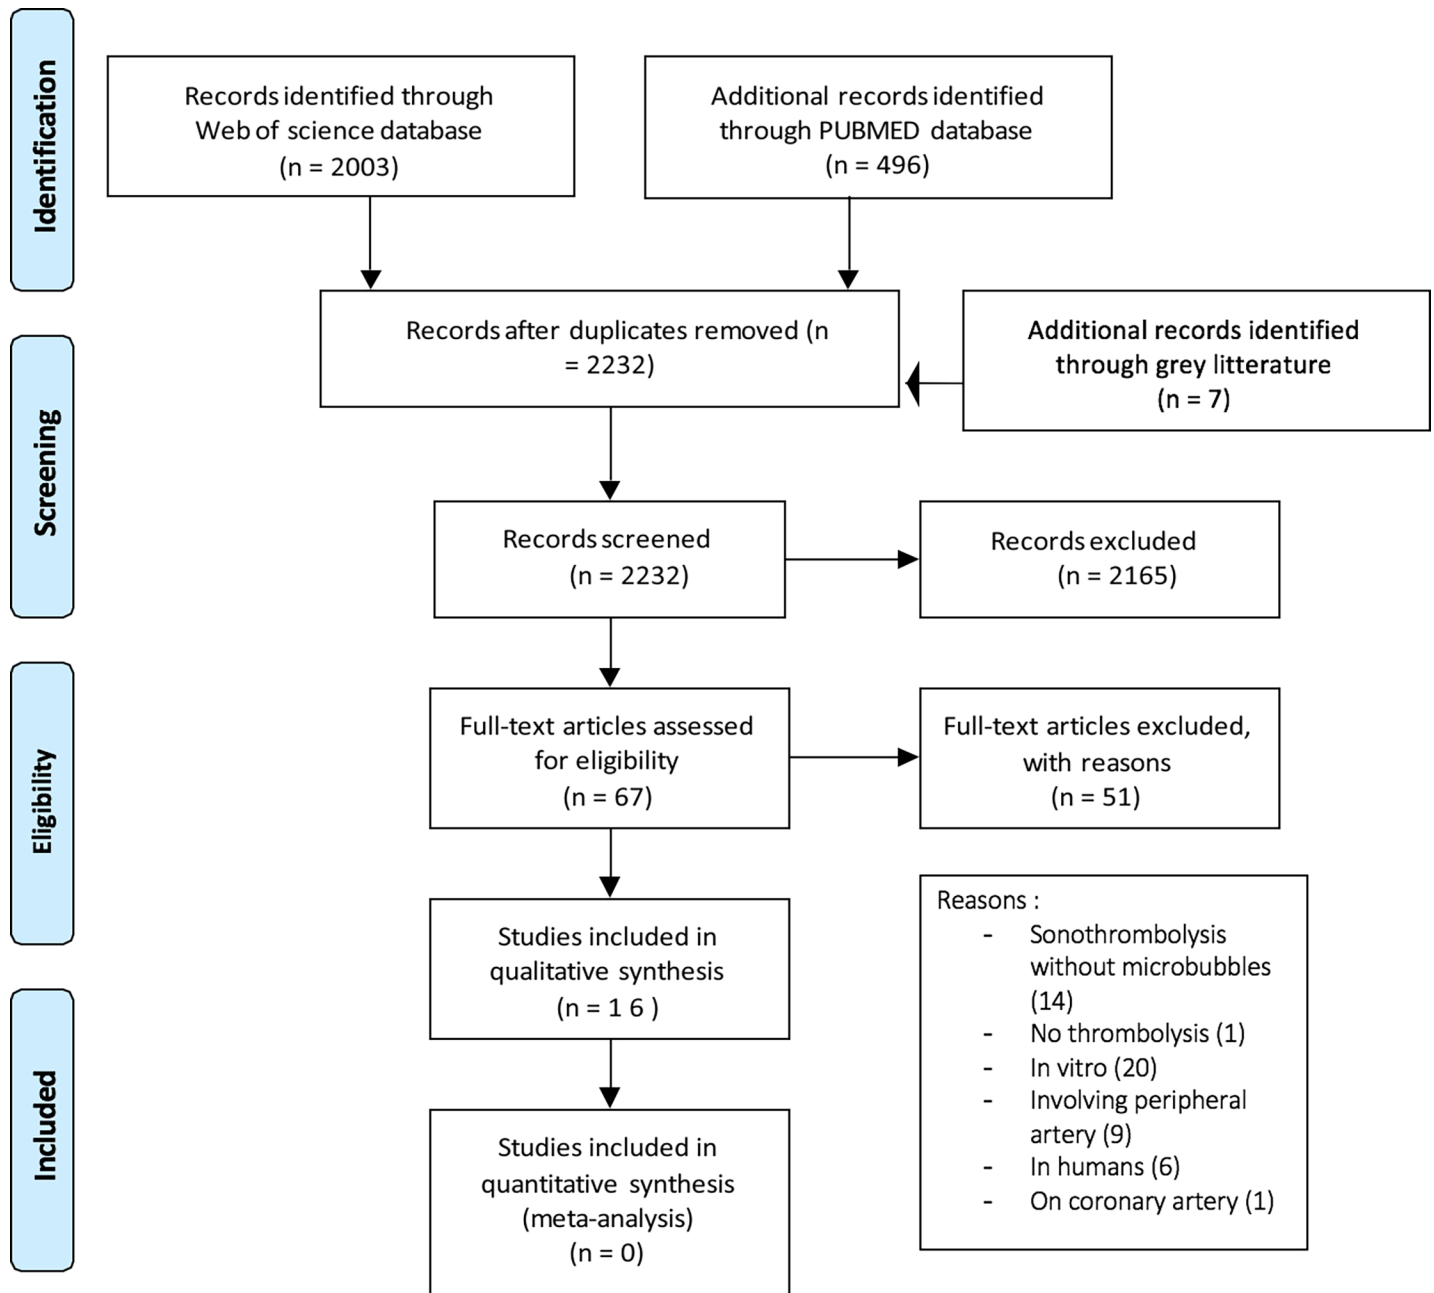 Identification
Records identified through
Web of science database
(n = 2003)
Additional records identified
through PUBMED database
(n = 496)
Records after duplicates removed (n
= 2232)
Additional records identified
through grey litterature
(n = 7)
Screening
Records screened
(n = 2232)
Records excluded
(n = 2165)
Eligibility
Full-text articles assessed
for eligibility
(n = 67)
Full-text articles excluded,
with reasons
(n = 51)
Reasons :
- Sonothrombolysis
without microbubbles
(14)
- No thrombolysis (1)
- In vitro (20)
- Involving peripheral
artery (9)
- In humans (6)
- On coronary artery (1)
Included
Studies included in
qualitative synthesis
(n = 1 6 )
Studies included in
quantitative synthesis
(meta-analysis)
(n = 0)